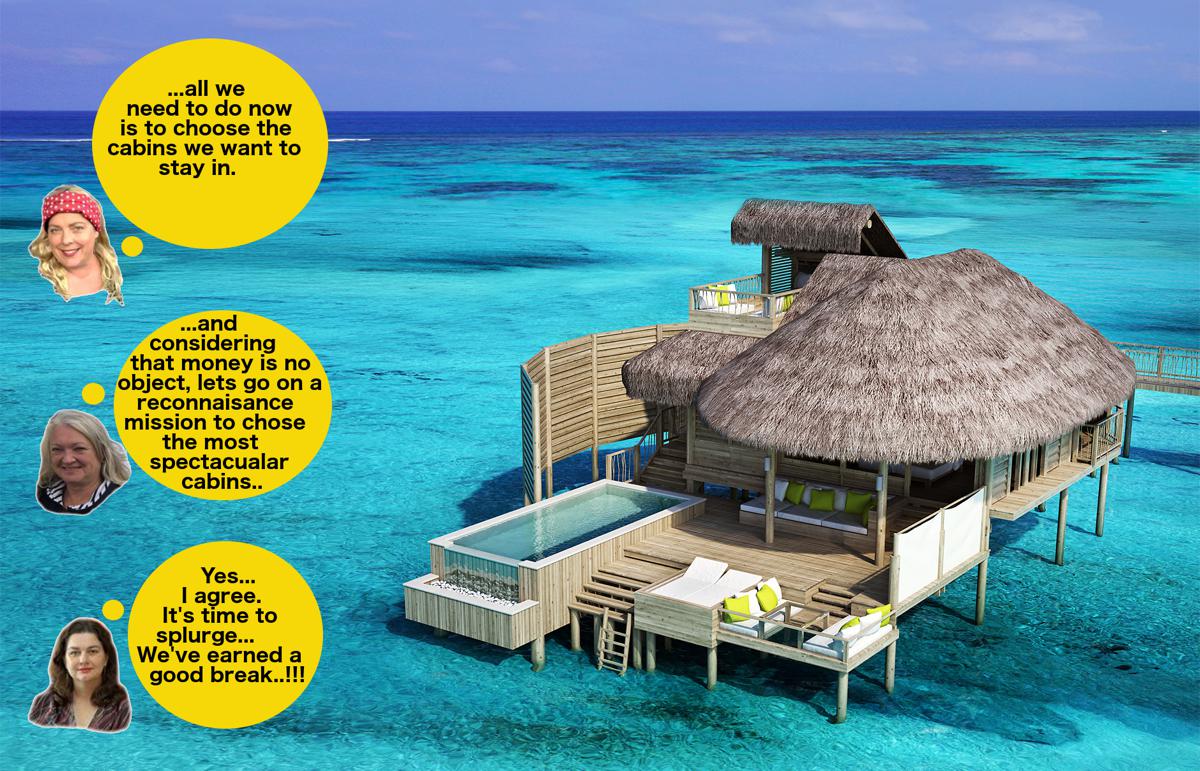 ...all we
need to do now
is to choose the
cabins we want to
stay in.
...and
considering
that money is no
object, lets go on a
reconnaisance
mission to chose
the most
spectacualar
cabins..
Yes...
I agree.
It's time to
splurge...
We've earned a
good break..!!!